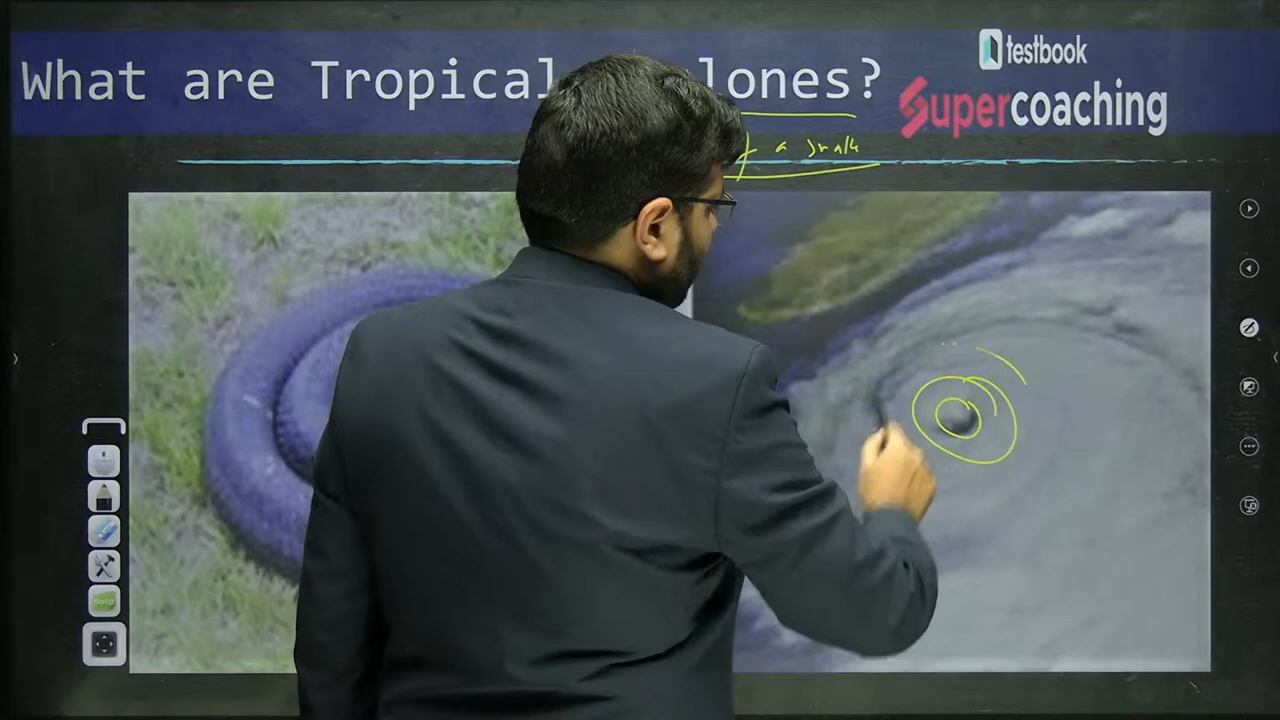 What are Tropical lones?
testbook
Supercoaching
a snake